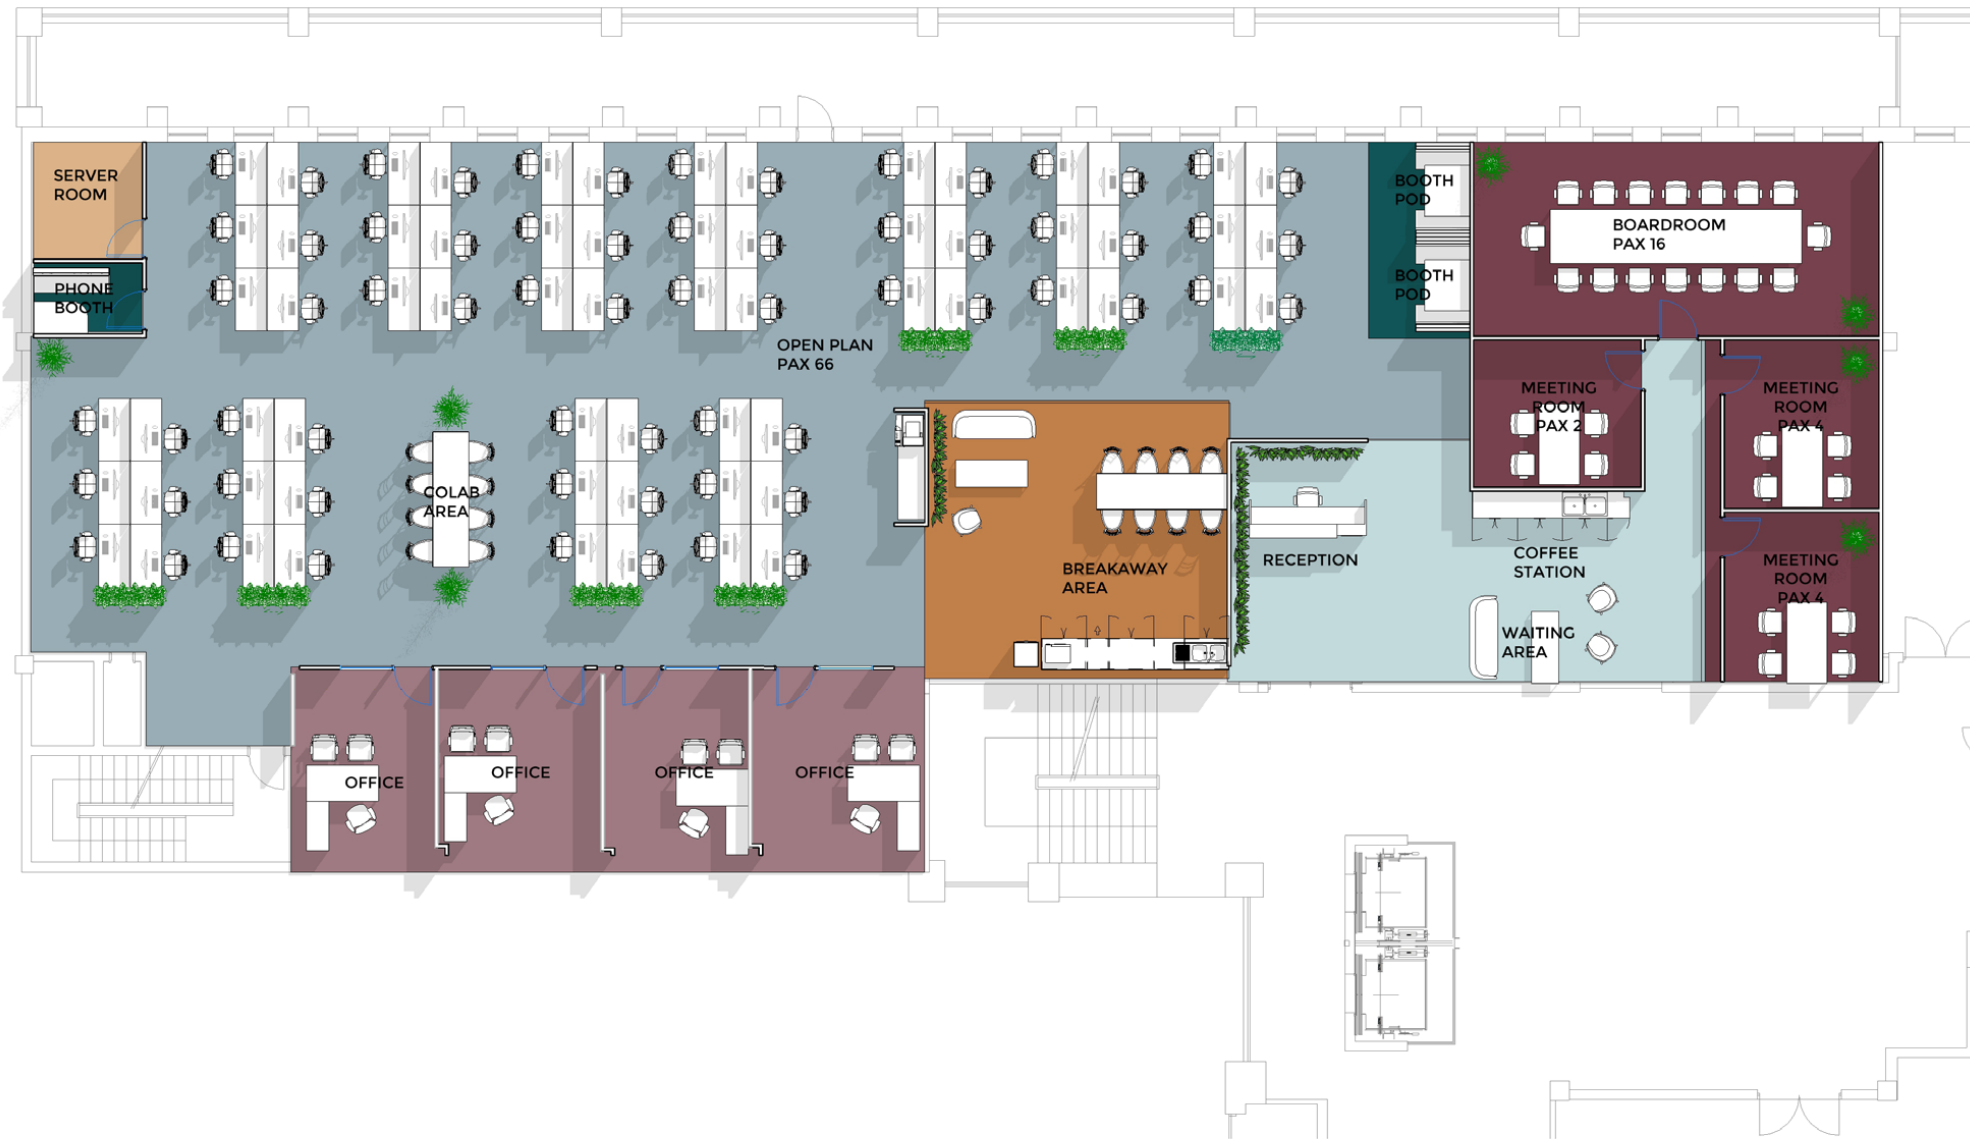 SERVER
ROOM
PHONE
BOOTH
OPEN PLAN
PAX 66
BOOTH
POD
BOOTH
POD
BOARDROOM
PAX 16
MEETING
ROOM
PAX 2
MEETING
ROOM
PAX 4
COLAB
AREA
BREAKAWAY
AREA
RECEPTION
COFFEE
STATION
MEETING
ROOM
PAX 4
WAITING
AREA
OFFICE
OFFICE
OFFICE
OFFICE